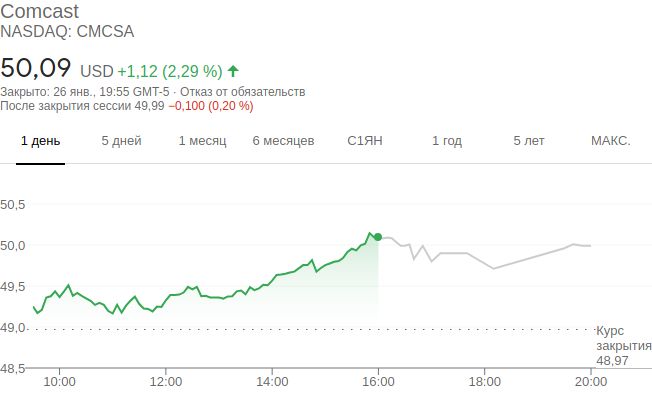 Comcast
NASDAQ: CMCSA
50,09 USD +1,12 (2,29 %)
Закрыто: 26 янв., 19:55 GMT-5 · Отказ от обязательств
После закрытия сессии 49,99 −0,100 (0,20 %)
1 день 5 дней 1 месяц 6 месяцев С1ЯН 1 год 5 лет МАКС.
50,5
50,0
49,5
49,0
Курс
закрытия
48,97
48,5
10:00 12:00 14:00 16:00 18:00 20:00